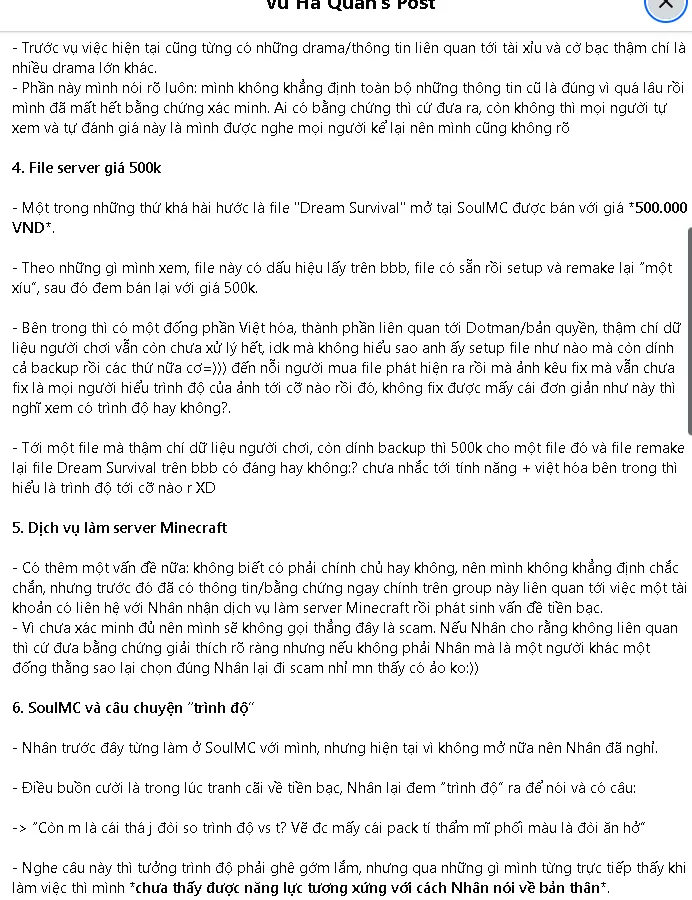 Vũ Hà Quân's Post
- Trước vụ việc hiện tại cũng từng có những drama/thông tin liên quan tới tài xỉu và cờ bạc thậm chí là
nhiều drama lớn khác.
- Phần này mình nói rõ luôn: mình không khẳng định toàn bộ những thông tin cũ là đúng vì quá lâu rồi
mình đã mất hết bằng chứng xác minh. Ai có bằng chứng thì cứ đưa ra, còn không thì mọi người tự
xem và tự đánh giá này là mình được nghe mọi người kể lại nên mình cũng không rõ
4. File server giá 500k
- Một trong những thứ khá hài hước là file "Dream Survival" mở tại SoulMC được bán với giá *500.000
VND*.
- Theo những gì mình xem, file này có dấu hiệu lấy trên bbb, file có sẵn rồi setup và remake lại "một
xíu", sau đó đem bán lại với giá 500k.
- Bên trong thì có một đống phần Việt hóa, thành phần liên quan tới Dotman/bản quyền, thậm chí dữ
liệu người chơi vẫn còn chưa xử lý hết, idk mà không hiểu sao anh ấy setup file như nào mà còn dính
cả backup rồi các thứ nữa cơ=))) đến nỗi người mua file phát hiện ra rồi mà ảnh kêu fix mà vẫn chưa
fix là mọi người hiểu trình độ của ảnh tới cỡ nào rồi đó, không fix được mấy cái đơn giản như này thì
nghĩ xem có trình độ hay không?.
- Tới một file mà thậm chí dữ liệu người chơi, còn dính backup thì 500k cho một file đó và file remake
lại file Dream Survival trên bbb có đáng hay không:? chưa nhắc tới tính năng + việt hóa bên trong thì
hiểu là trình độ tới cỡ nào r XD
5. Dịch vụ làm server Minecraft
- Có thêm một vấn đề nữa: không biết có phải chính chủ hay không, nên mình không khẳng định chắc
chắn, nhưng trước đó đã có thông tin/bằng chứng ngay chính trên group này liên quan tới việc một tài
khoản có liên hệ với Nhân nhận dịch vụ làm server Minecraft rồi phát sinh vấn đề tiền bạc.
- Vì chưa xác minh đủ nên mình sẽ không gọi thẳng đây là scam. Nếu Nhân cho rằng không liên quan
thì cứ đưa bằng chứng giải thích rõ ràng nhưng nếu không phải Nhân mà là một người khác một
đống thằng sao lại chọn đúng Nhân lại đi scam nhỉ mn thấy có ảo ko:))
6. SoulMC và câu chuyện "trình độ"
- Nhân trước đây từng làm ở SoulMC với mình, nhưng hiện tại vì không mở nữa nên Nhân đã nghỉ.
- Điều buồn cười là trong lúc tranh cãi về tiền bạc, Nhân lại đem "trình độ" ra để nói và có câu:
-> "Còn m là cái thá j đòi so trình độ vs t? Vẽ đc mấy cái pack tí thẩm mĩ phối màu là đòi ăn hở"
- Nghe câu này thì tưởng trình độ phải ghê gớm lắm, nhưng qua những gì mình từng trực tiếp thấy khi
làm việc thì mình *chưa thấy được năng lực tương xứng với cách Nhân nói về bản thân*.